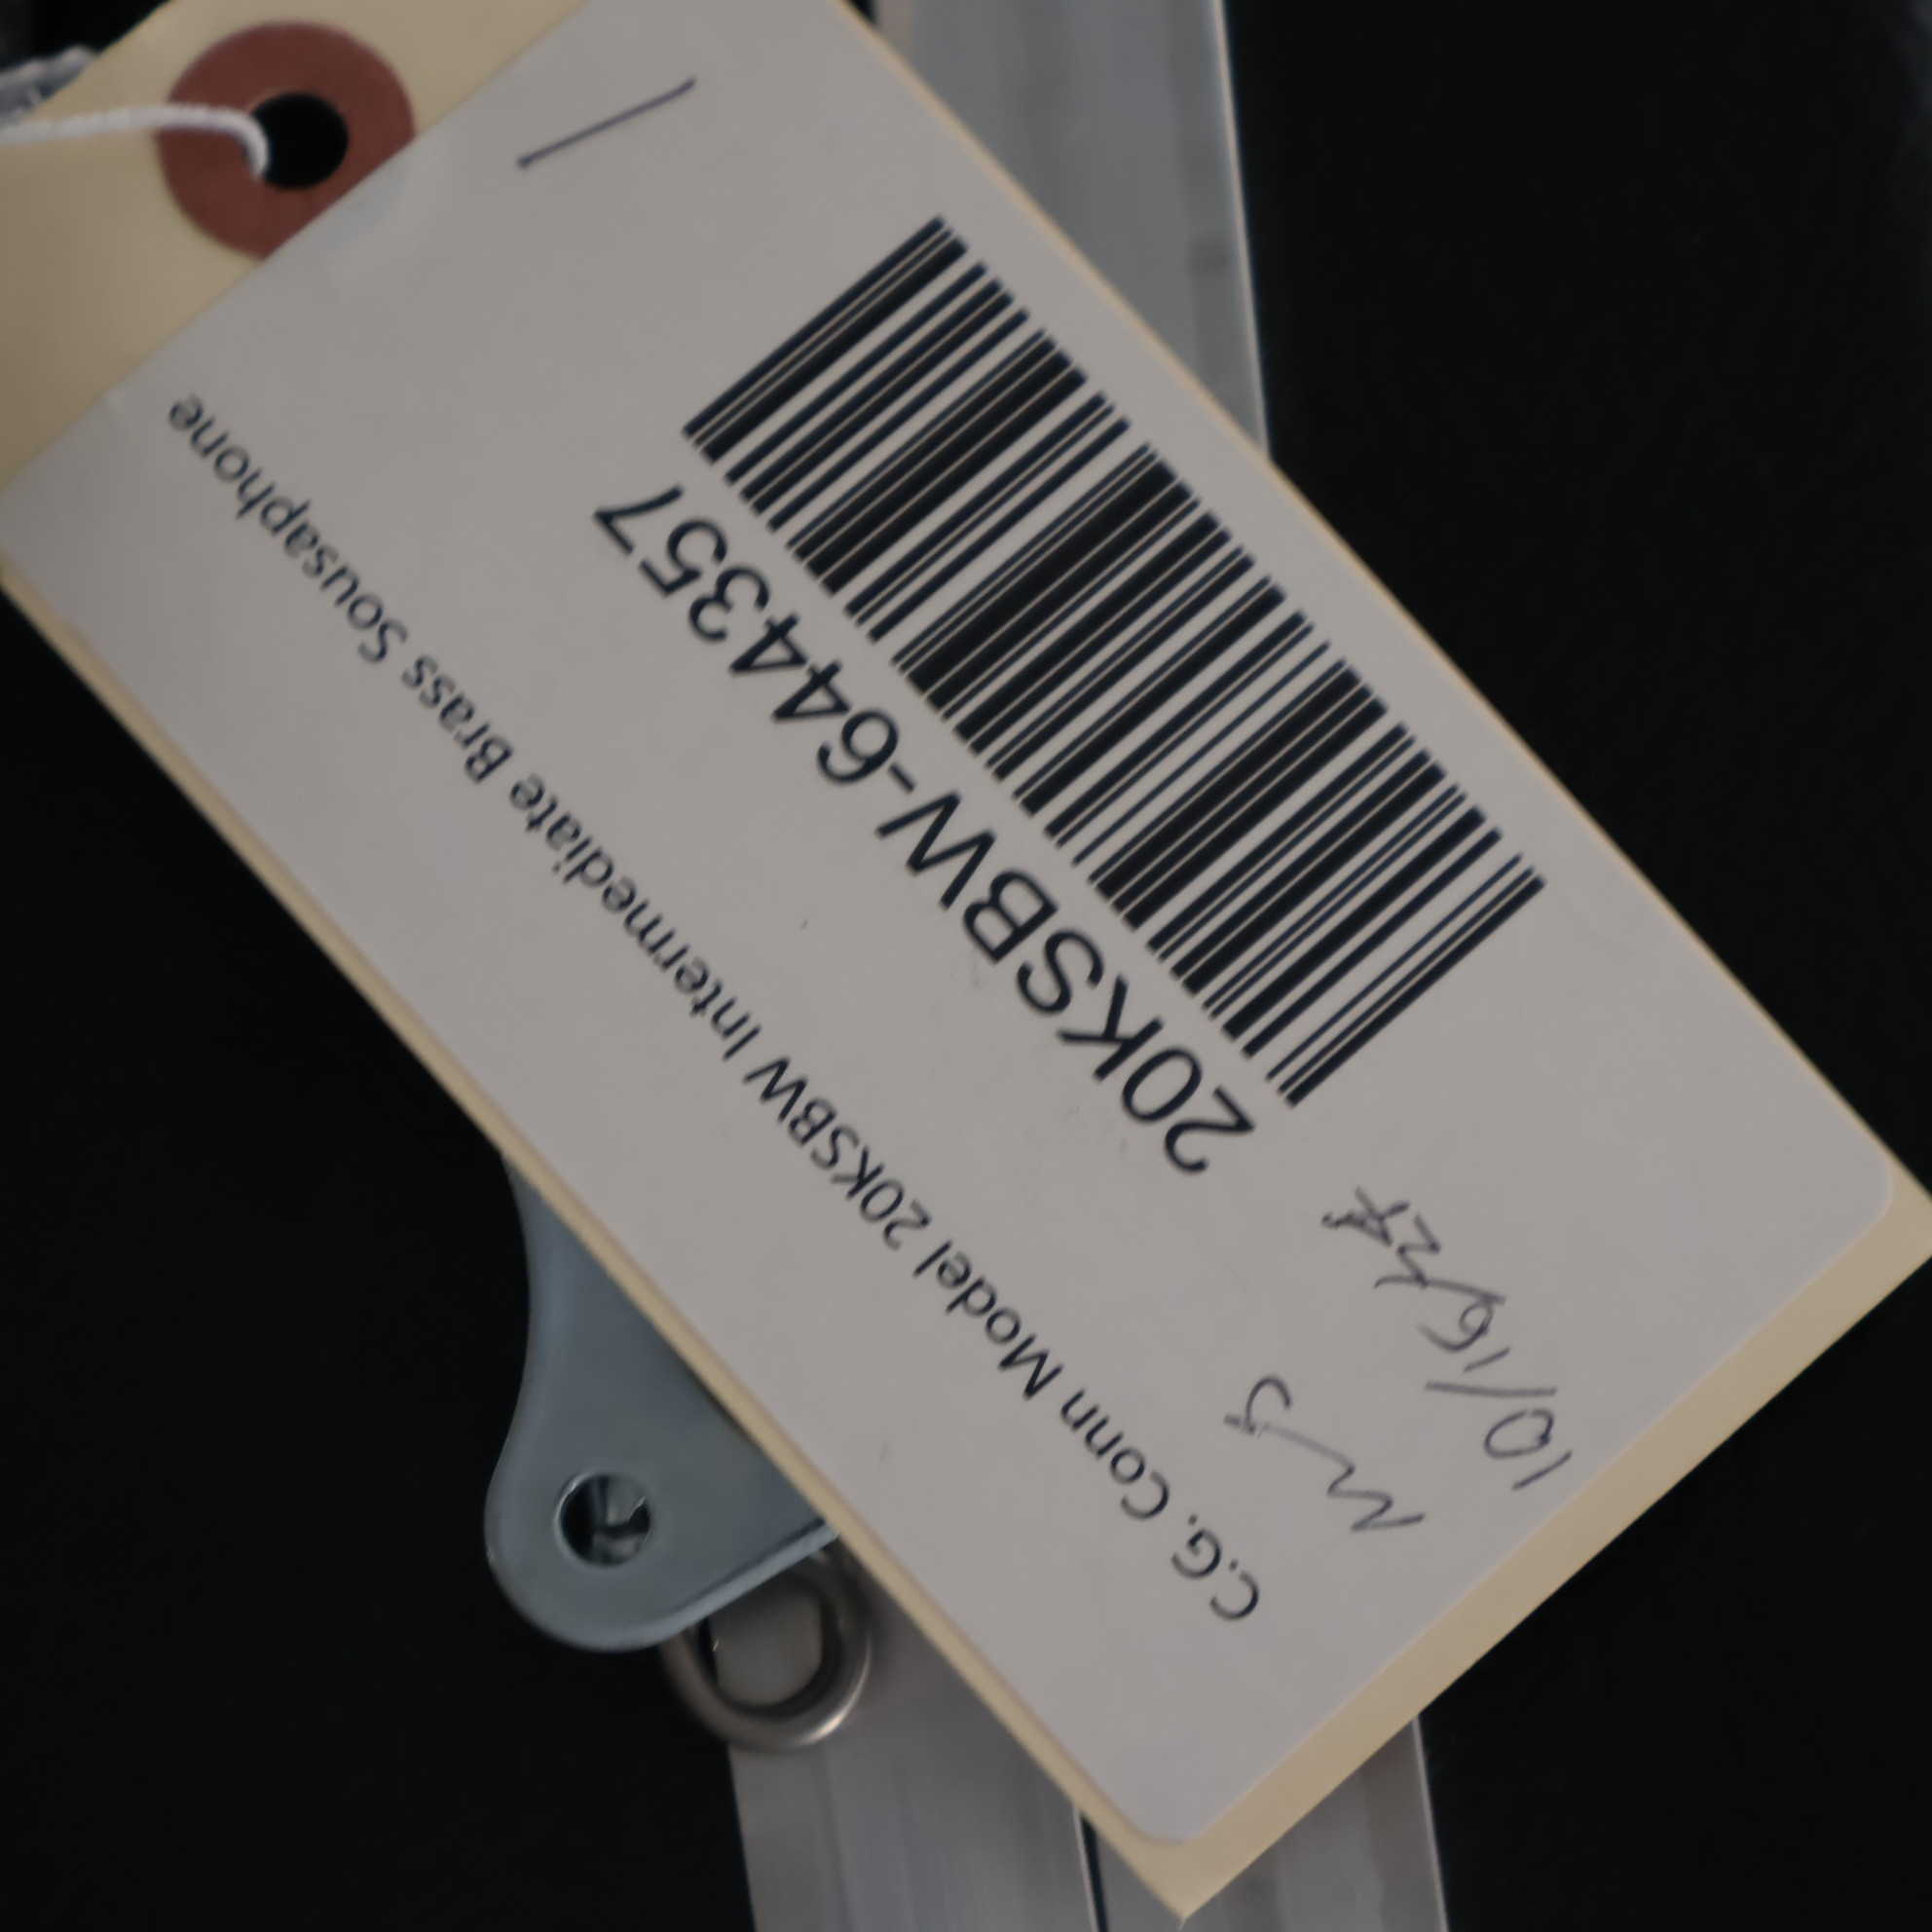 10/16/24
20KSBW-644357
C.G. Conn Model 20KSBW Intermediate Brass Sousaphone